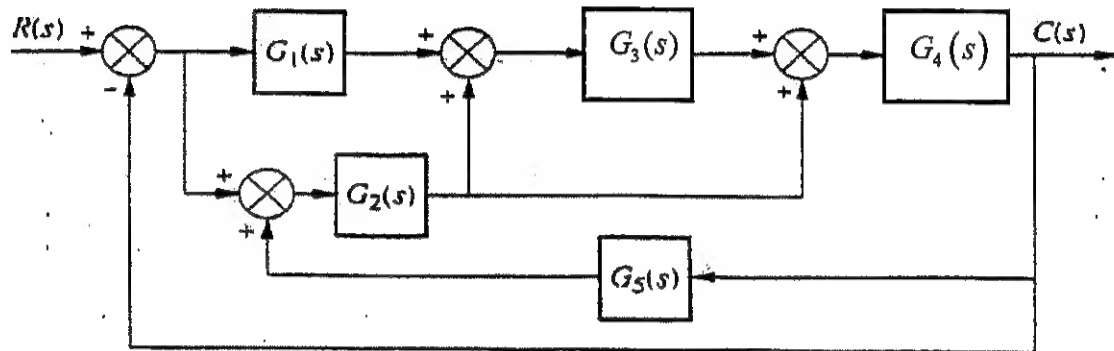 R(s) + G₁(s) + G₃(s) + G₄(s) C(s)
- + +
+ G₂(s)
+
G₅(s)